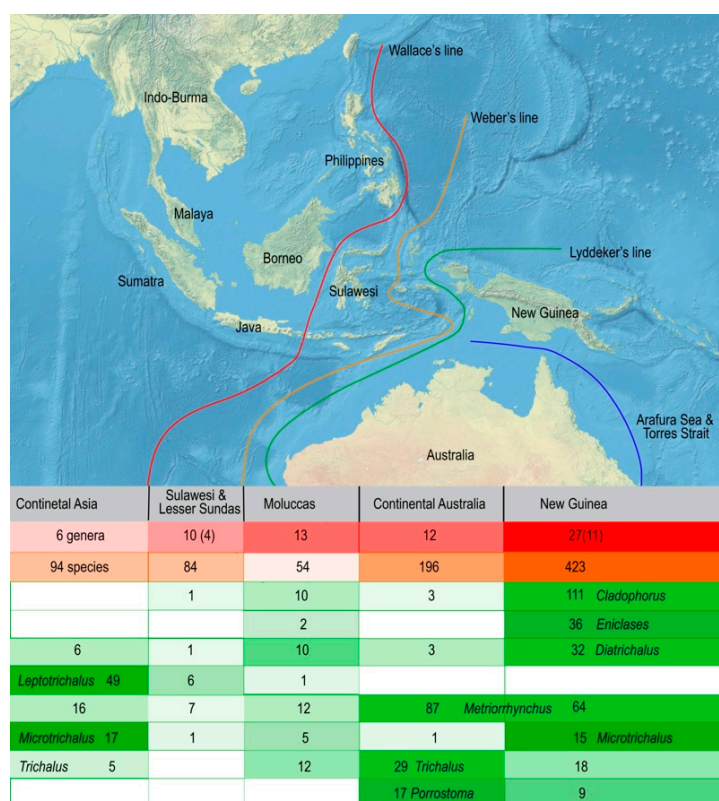 Wallace's line
Indo-Burma
Weber's line
Philippines
Malaya
Lyddeker's line
Borneo
Sumatra
Sulawesi
New Guinea
Java
Arafura Sea &
Torres Strait
Australia
Continetal Asia
Sulawesi &
Lesser Sundas
Moluccas
Continental Australia
New Guinea
6 genera 10 (4) 13 12 27(11)
94 species 84 54 196 423
1 10 3 111 Cladophorus
2 36 Eniclases
6 1 10 3 32 Diatrichalus
Leptotrichalus 49 6 1
16 7 12 87 Metiorrhynchus 64
Microtrichalus 17 1 5 1 15 Microtrichalus
Trichalus 5 12 29 Trichalus 18
17 Porrostoma 9